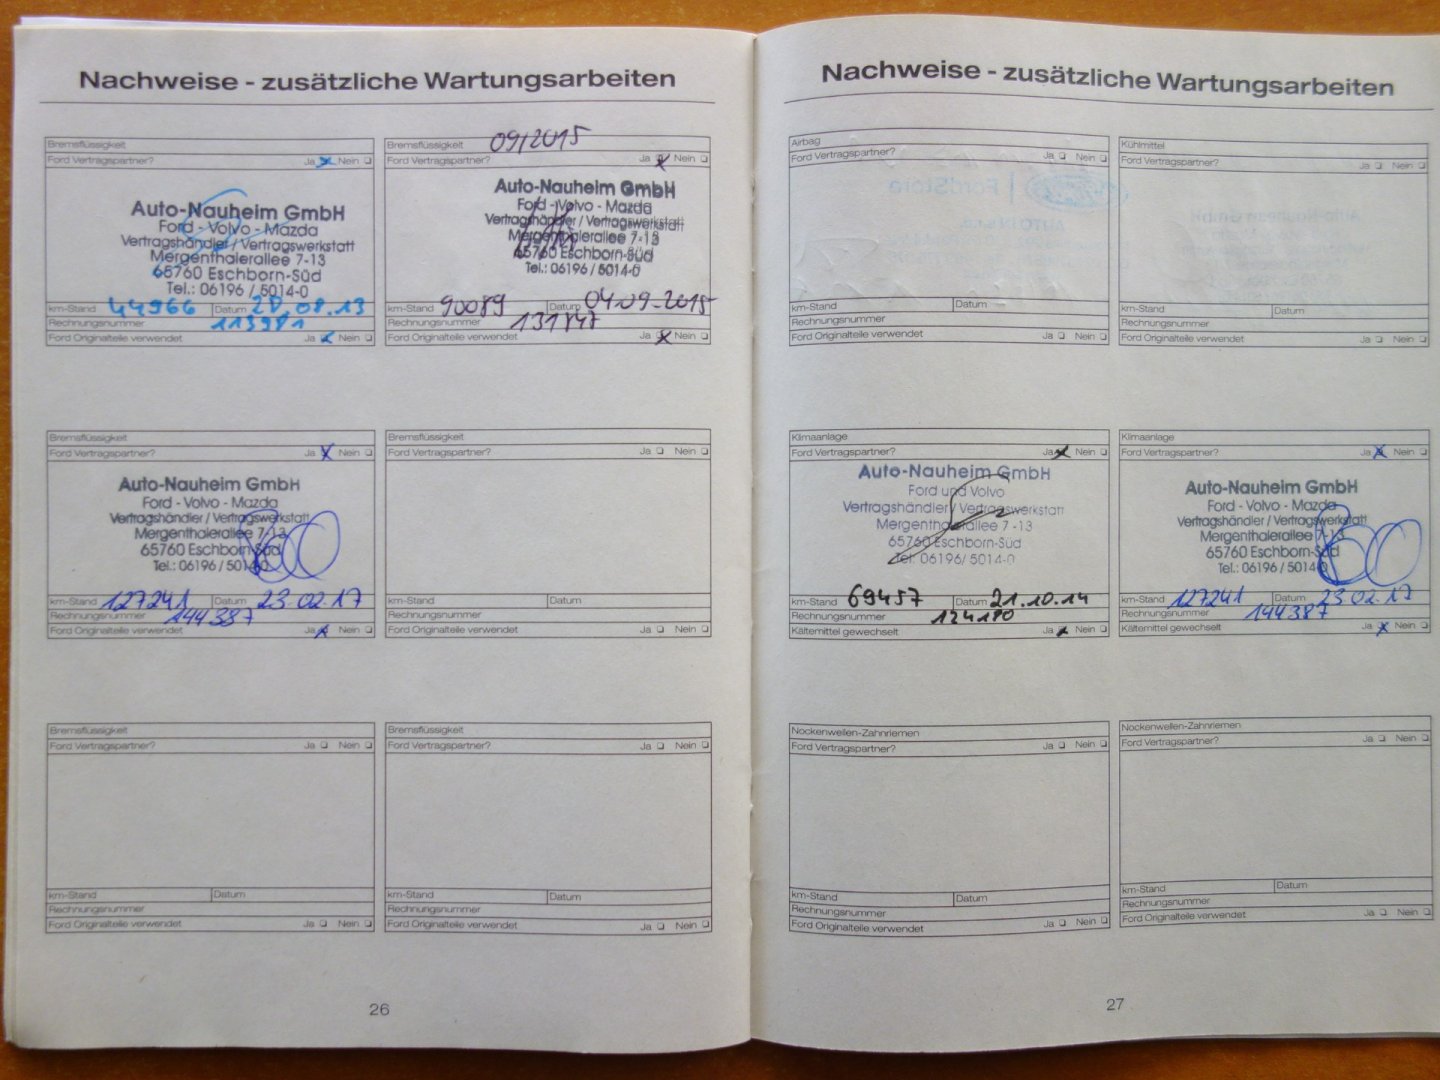 Nachweise - zusätzliche Wartungsarbeiten
Bremsflüssigkeit
Ford Vertragspartner? Ja Nein
Auto-Nauheim GmbH
Ford - Volvo - Mazda
Vertragshändler / Vertragswerkstatt
Mergenthalerallee 7-13
65760 Eschborn-Süd
Tel.: 06196 / 5014-0
km-Stand 44966 Datum 28.08.13
Rechnungsnummer 113981
Ford Originalteile verwendet Ja Nein
Bremsflüssigkeit 09/2015
Ford Vertragspartner? Ja Nein
Auto-Nauheim GmbH
Ford - Volvo - Mazda
Vertragshändler / Vertragswerkstatt
Mergenthalerallee 7-13
65760 Eschborn-Süd
Tel.: 06196 / 5014-0
km-Stand 90089 Datum 04.09.2015
Rechnungsnummer 131847
Ford Originalteile verwendet Ja Nein
Bremsflüssigkeit
Ford Vertragspartner? Ja Nein
Auto-Nauheim GmbH
Ford - Volvo - Mazda
Vertragshändler / Vertragswerkstatt
Mergenthalerallee 7-13
65760 Eschborn-Süd
Tel.: 06196 / 5014-0
km-Stand 127241 Datum 23.02.17
Rechnungsnummer 144387
Ford Originalteile verwendet Ja Nein
Bremsflüssigkeit
Ford Vertragspartner? Ja Nein
km-Stand Datum
Rechnungsnummer
Ford Originalteile verwendet Ja Nein
Bremsflüssigkeit
Ford Vertragspartner? Ja Nein
km-Stand Datum
Rechnungsnummer
Ford Originalteile verwendet Ja Nein
Bremsflüssigkeit
Ford Vertragspartner? Ja Nein
km-Stand Datum
Rechnungsnummer
Ford Originalteile verwendet Ja Nein
26
Nachweise - zusätzliche Wartungsarbeiten
Airbag
Ford Vertragspartner? Ja Nein
km-Stand Datum
Rechnungsnummer
Ford Originalteile verwendet Ja Nein
Kühlmittel
Ford Vertragspartner? Ja Nein
km-Stand Datum
Rechnungsnummer
Ford Originalteile verwendet Ja Nein
Klimaanlage
Ford Vertragspartner? Ja Nein
Auto-Nauheim GmbH
Ford und Volvo
Vertragshändler / Vertragswerkstatt
Mergenthalerallee 7 -13
65760 Eschborn-Süd
Tel: 06196/ 5014-0
km-Stand 69457 Datum 21.10.14
Rechnungsnummer 124180
Kältemittel gewechselt Ja Nein
Klimaanlage
Ford Vertragspartner? Ja Nein
Auto-Nauheim GmbH
Ford - Volvo - Mazda
Vertragshändler / Vertragswerkstatt
Mergenthalerallee 7-13
65760 Eschborn-Süd
Tel.: 06196 / 5014-0
km-Stand 127241 Datum 23.02.17
Rechnungsnummer 144387
Kältemittel gewechselt Ja Nein
Nockenwellen-Zahnriemen
Ford Vertragspartner? Ja Nein
km-Stand Datum
Rechnungsnummer
Ford Originalteile verwendet Ja Nein
Nockenwellen-Zahnriemen
Ford Vertragspartner? Ja Nein
km-Stand Datum
Rechnungsnummer
Ford Originalteile verwendet Ja Nein
27